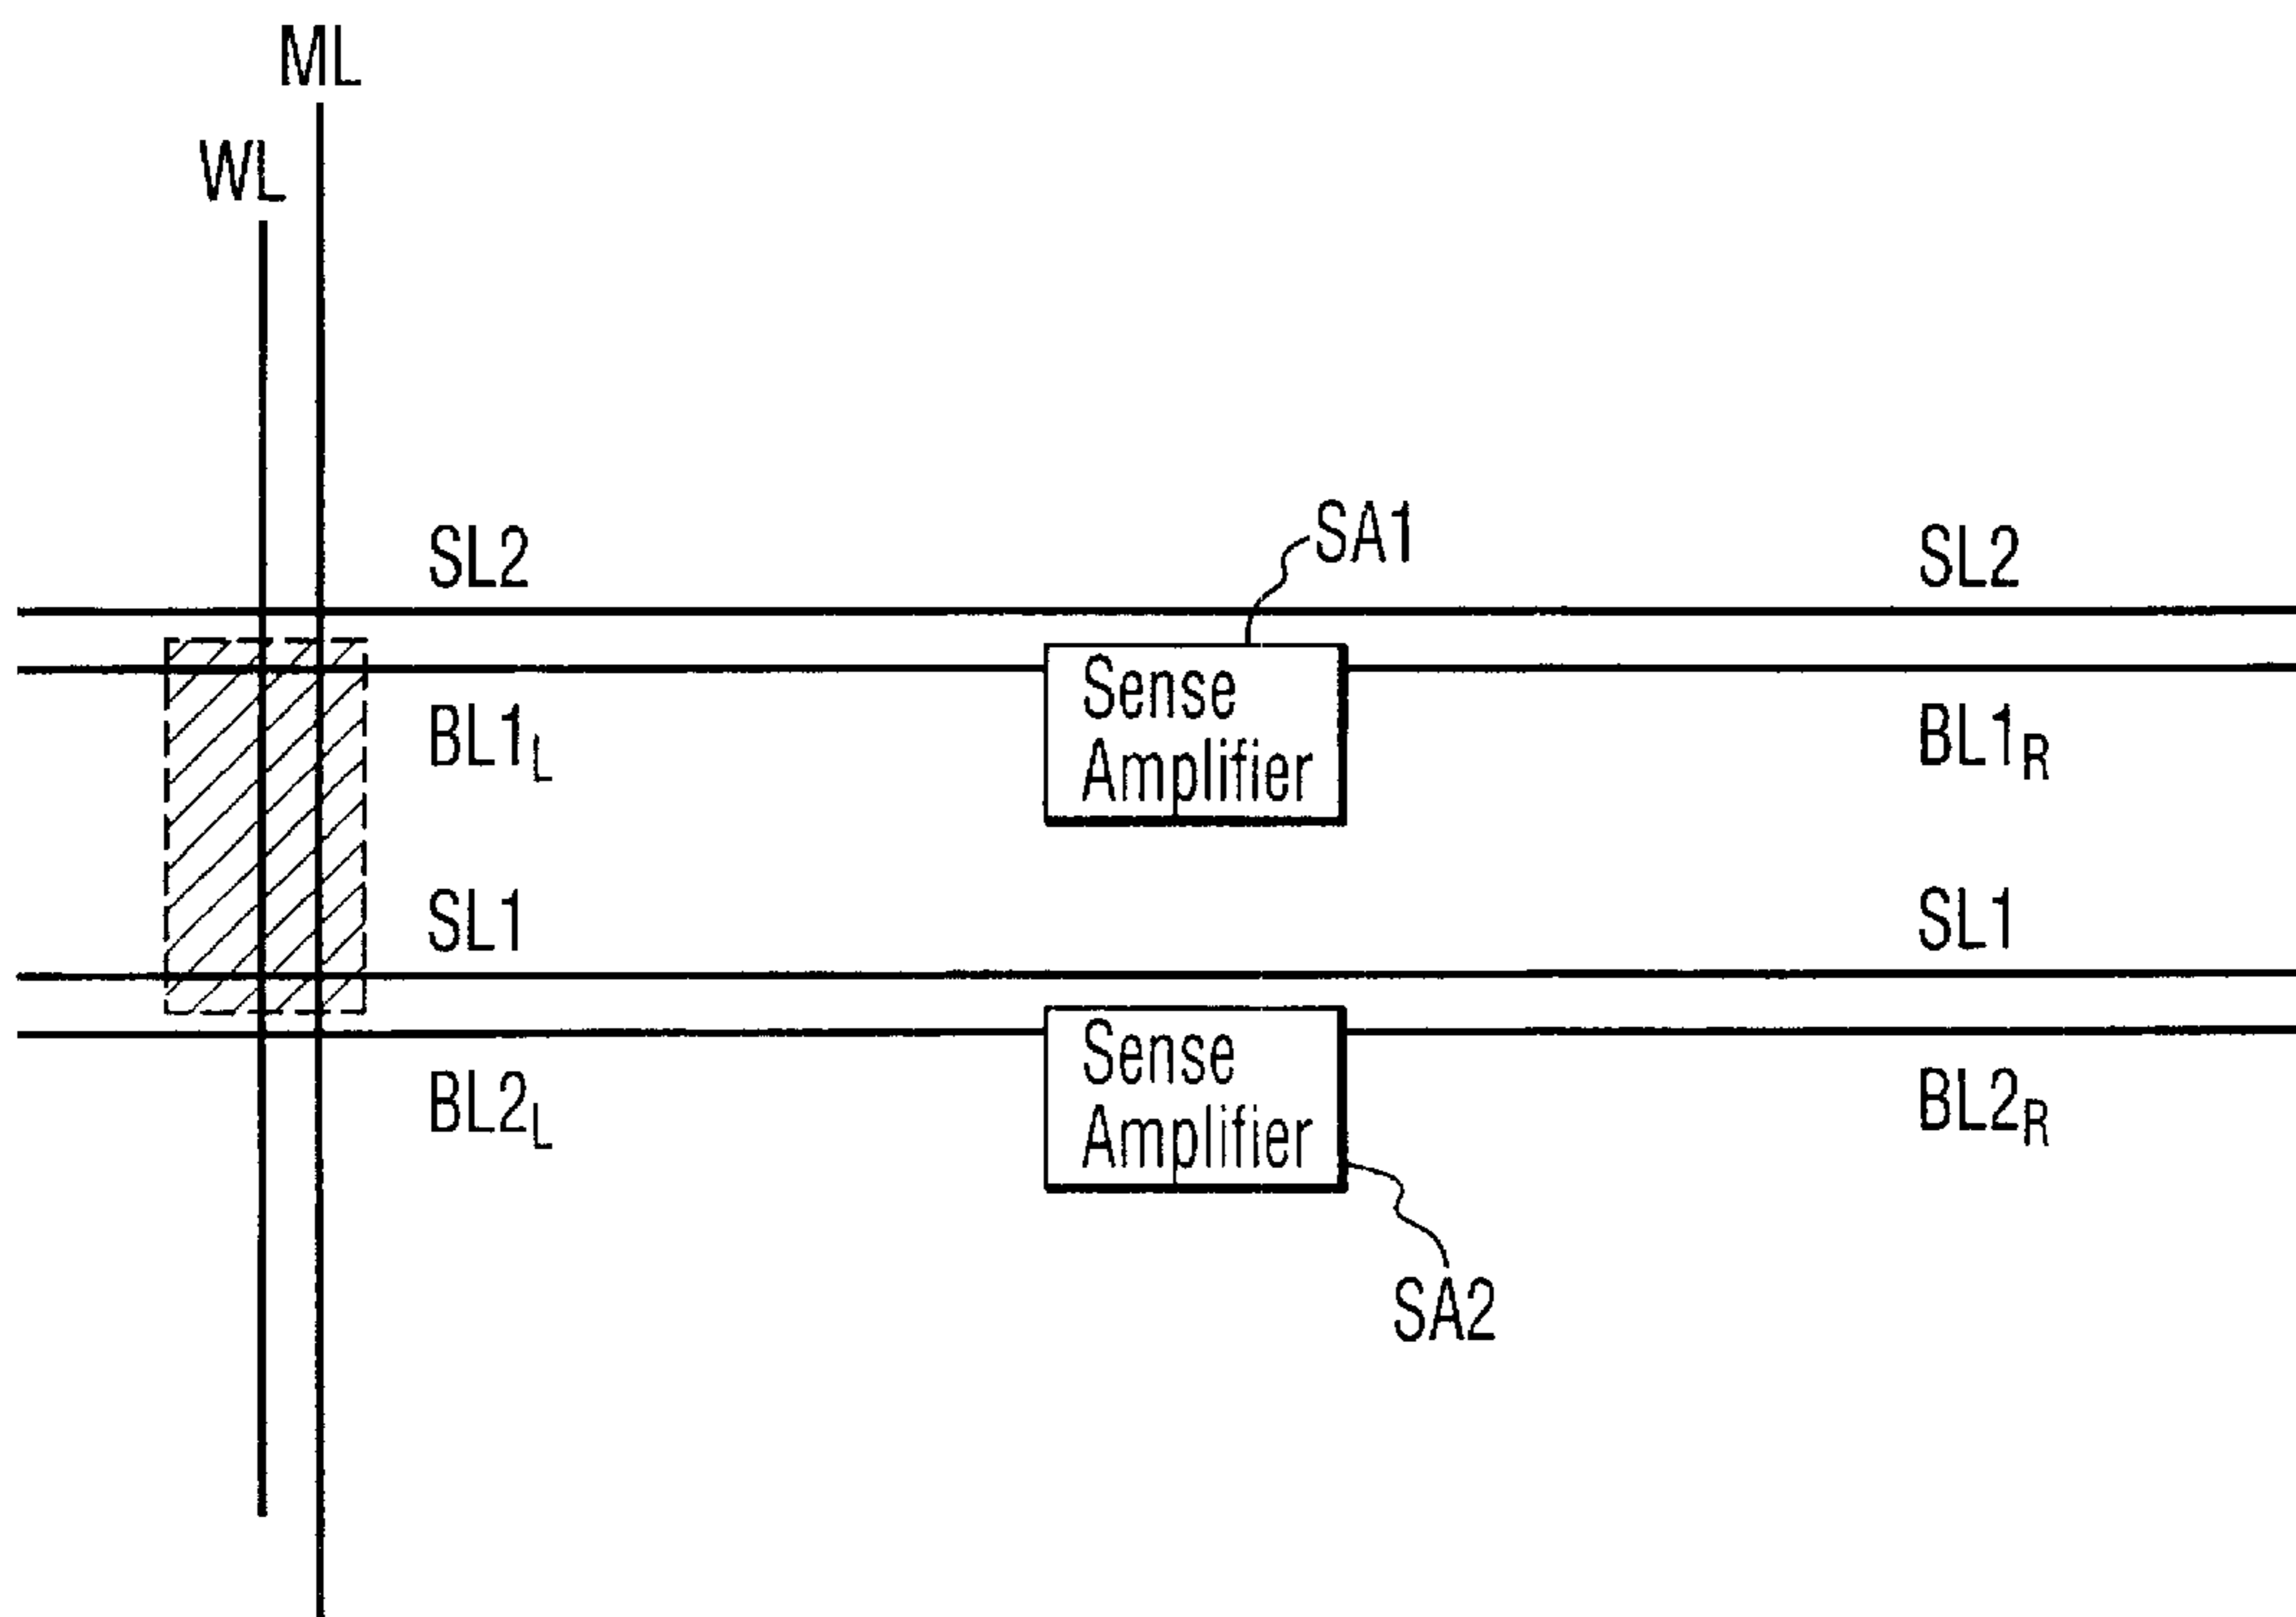 ML
WL
SA1
SL2
SL2
Sense
Amplifier
BL1L
BL1R
SL1
SL1
Sense
Amplifier
BL2L
BL2R
SA2